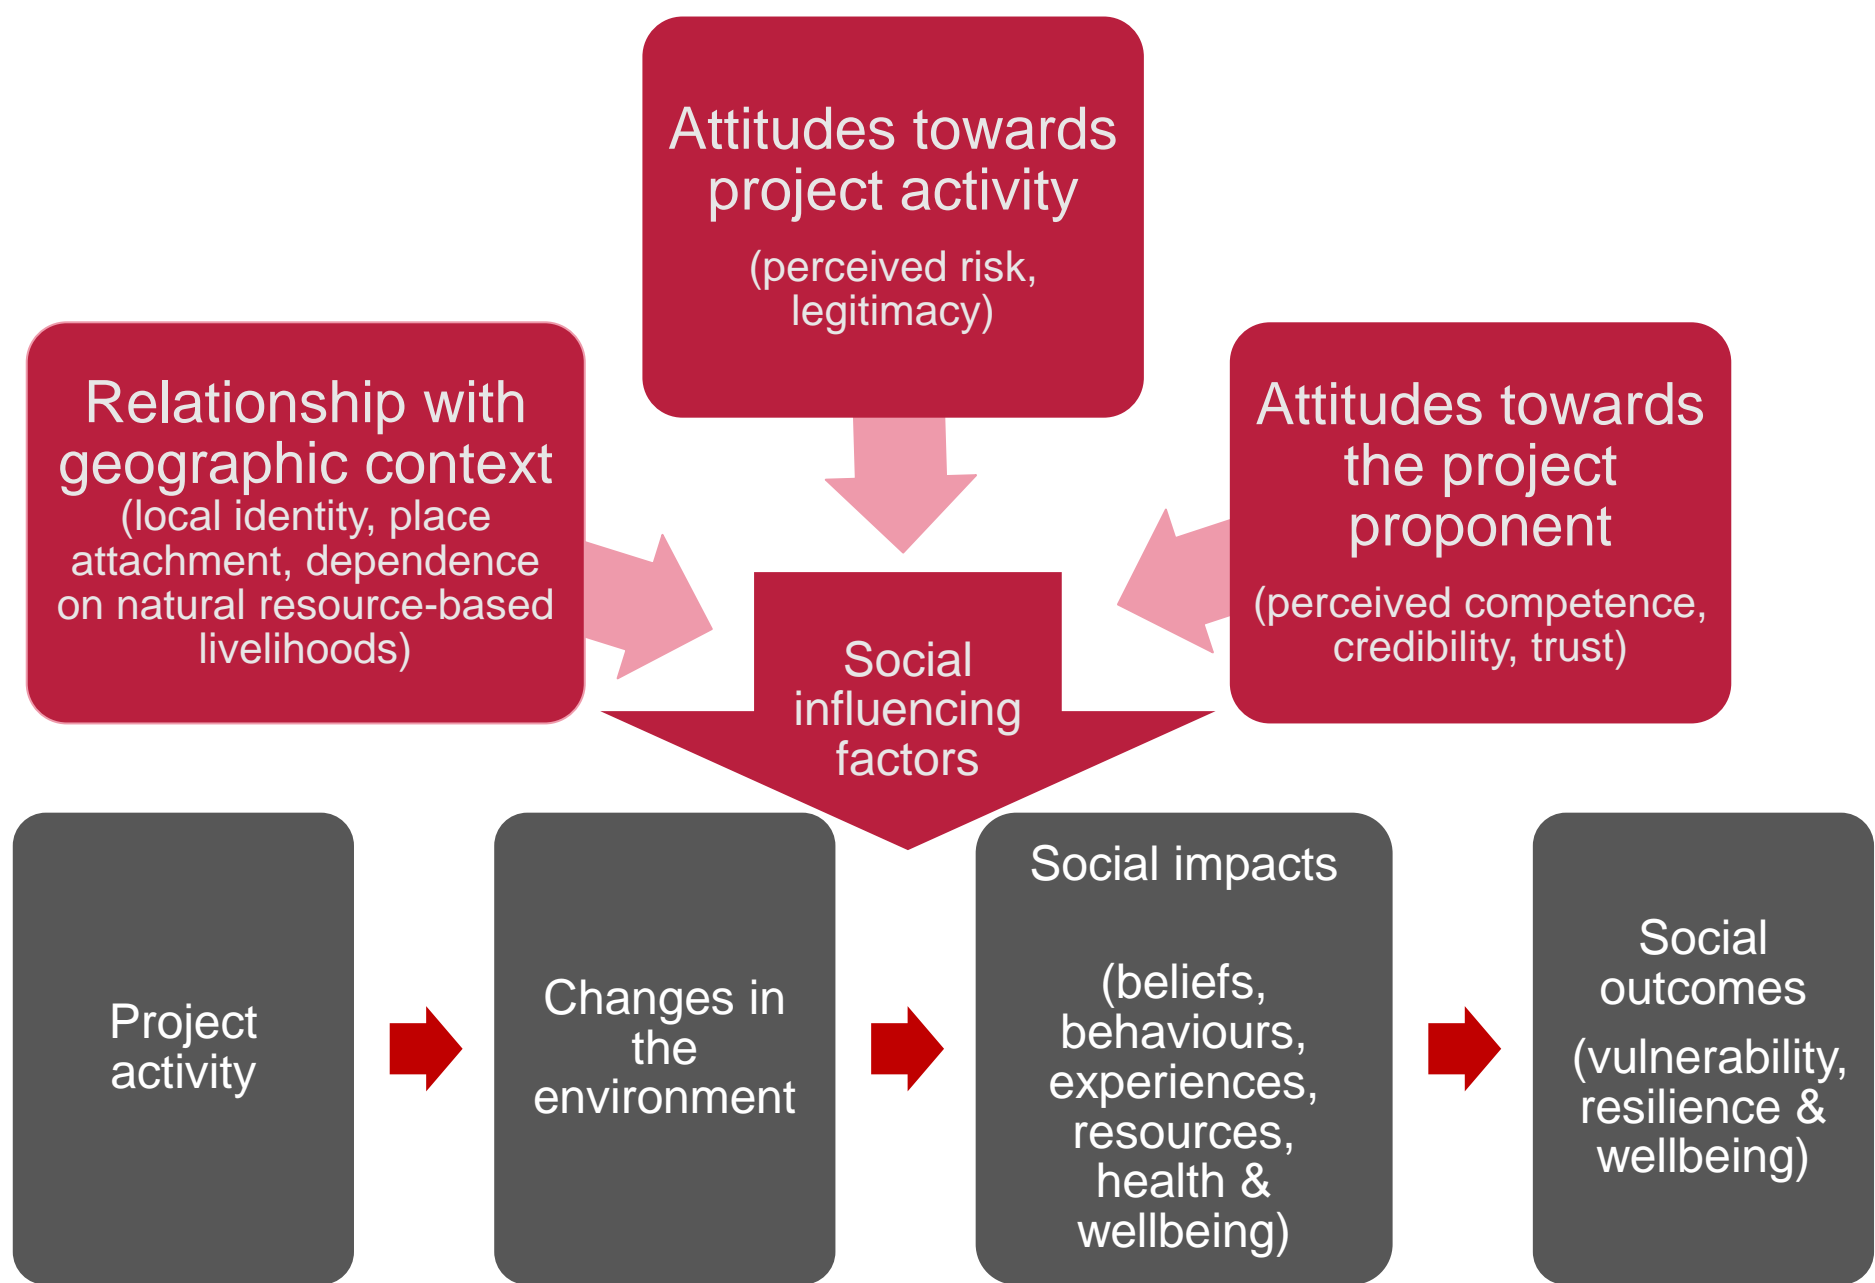 Attitudes towards
project activity
(perceived risk,
legitimacy)
Relationship with
geographic context
(local identity, place
attachment, dependence
on natural resource-based
livelihoods)
Attitudes towards
the project
proponent
(perceived competence,
credibility, trust)
Social
influencing
factors
Project
activity
Changes in
the
environment
Social impacts
(beliefs,
behaviours,
experiences,
resources,
health &
wellbeing)
Social
outcomes
(vulnerability,
resilience &
wellbeing)